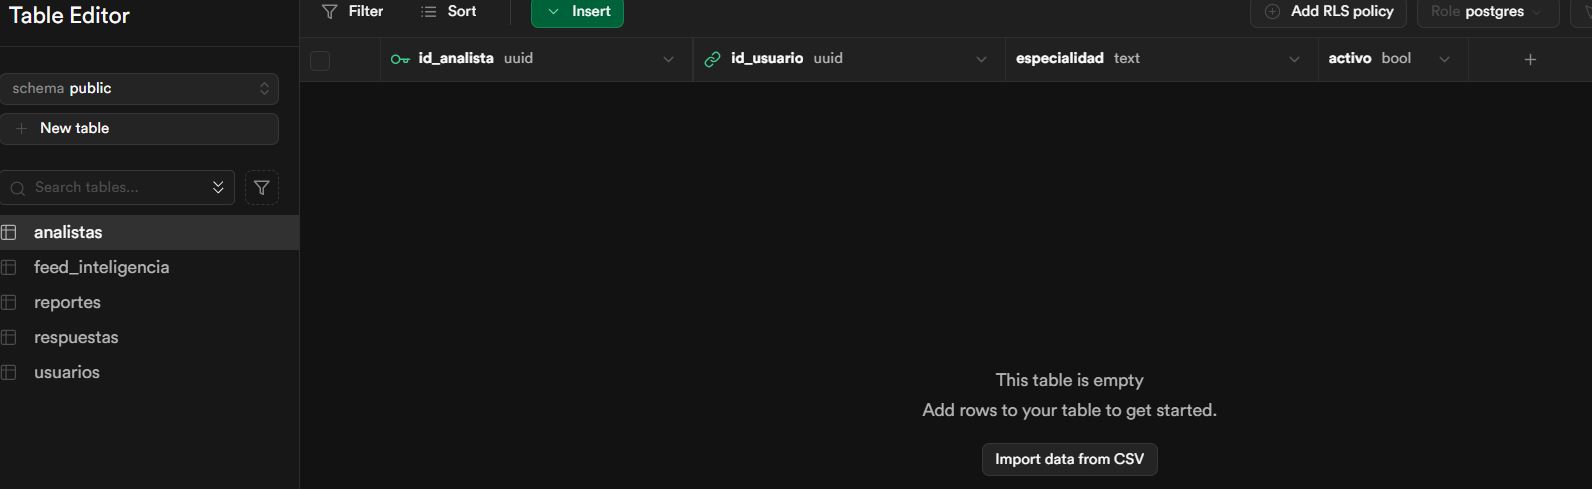 Table Editor
Filter Sort Insert Add RLS policy Role postgres
schema public
New table
Search tables...
analistas
feed_inteligencia
reportes
respuestas
usuarios
id_analista uuid id_usuario uuid especialidad text activo bool
This table is empty
Add rows to your table to get started.
Import data from CSV